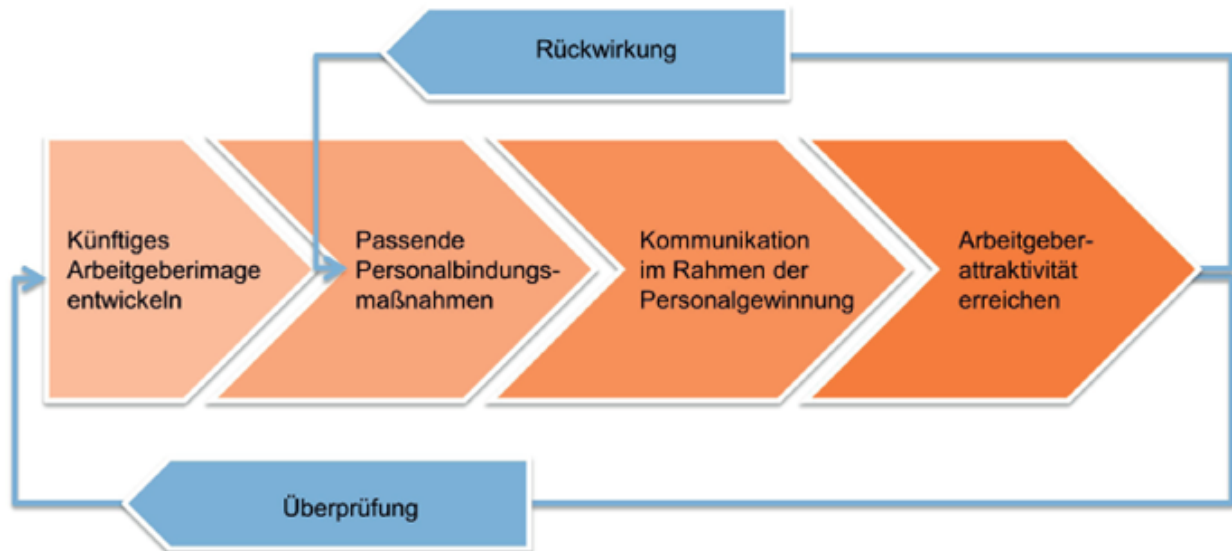 Rückwirkung
Künftiges
Arbeitgeberimage
entwickeln
Passende
Personalbindungs-
maßnahmen
Kommunikation
im Rahmen der
Personalgewinnung
Arbeitgeber-
attraktivität
erreichen
Überprüfung